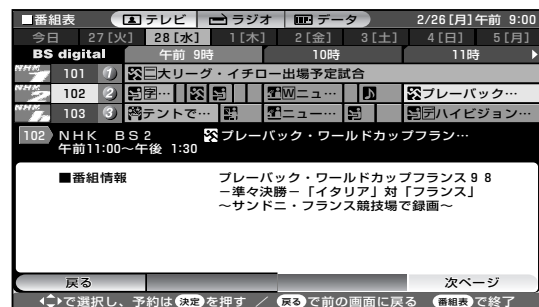 ■番組表 テレビ ラジオ データ 2/26[月]午前 9:00
今日 27[火] 28[水] 1[木] 2[金] 3[土] 4[日] 5[月]
BS digital 午前 9時 10時 11時
101 1 大リーグ・イチロー出場予定試合
102 2 字… Wニュ… プレーバック…
103 3 テントで… ニュー… ハイビジョン…
102 NHK BS2 プレーバック・ワールドカップフラン…
午前11:00~午後 1:30
■番組情報 プレーバック・ワールドカップフランス98
-準々決勝-「イタリア」対「フランス」
~サンドニ・フランス競技場で録画~
戻る 次ページ
で選択し、予約は 決定 を押す / 戻る で前の画面に戻る 番組表 で終了